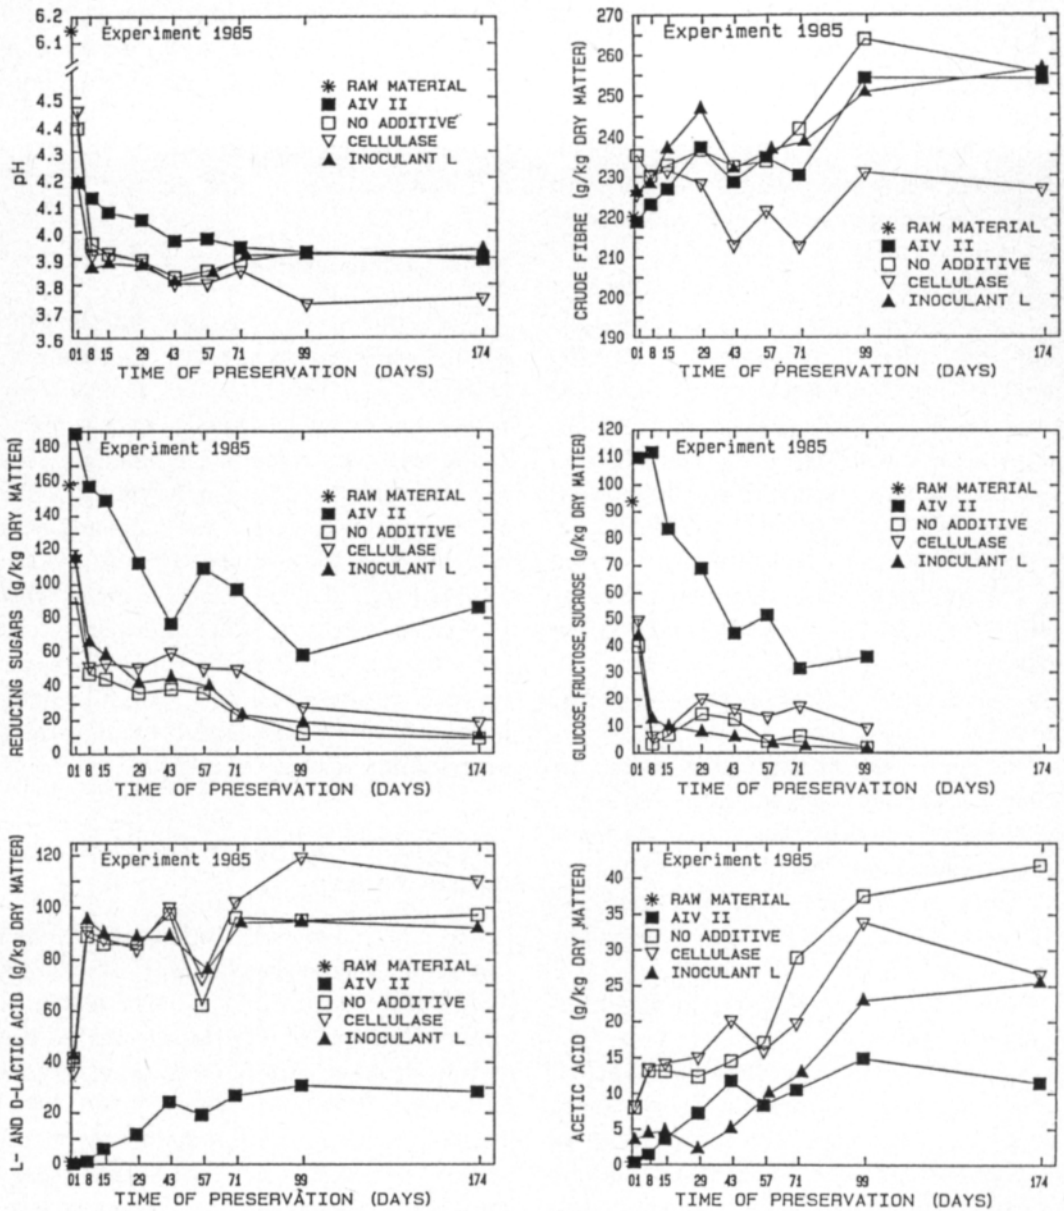 Experiment 1985
pH
6.2
6.1
4.5
4.4
4.3
4.2
4.1
4.0
3.9
3.8
3.7
3.6
RAW MATERIAL
AIV II
NO ADDITIVE
CELLULASE
INOCULANT L
01 8 15 29 43 57 71 99 174
TIME OF PRESERVATION (DAYS)
Experiment 1985
CRUDE FIBRE (g/kg DRY MATTER)
270
260
250
240
230
220
210
200
190
RAW MATERIAL
AIV II
NO ADDITIVE
CELLULASE
INOCULANT L
01 8 15 29 43 57 71 99 174
TIME OF PRESERVATION (DAYS)
Experiment 1985
REDUCING SUGARS (g/kg DRY MATTER)
180
160
140
120
100
80
60
40
20
0
RAW MATERIAL
AIV II
NO ADDITIVE
CELLULASE
INOCULANT L
01 8 15 29 43 57 71 99 174
TIME OF PRESERVATION (DAYS)
Experiment 1985
GLUCOSE, FRUCTOSE, SUCROSE (g/kg DRY MATTER)
120
110
100
90
80
70
60
50
40
30
20
10
0
RAW MATERIAL
AIV II
NO ADDITIVE
CELLULASE
INOCULANT L
01 8 15 29 43 57 71 99 174
TIME OF PRESERVATION (DAYS)
Experiment 1985
L- AND D-LACTIC ACID (g/kg DRY MATTER)
120
100
80
60
40
20
0
RAW MATERIAL
AIV II
NO ADDITIVE
CELLULASE
INOCULANT L
01 8 15 29 43 57 71 99 174
TIME OF PRESERVATION (DAYS)
Experiment 1985
ACETIC ACID (g/kg DRY MATTER)
40
35
30
25
20
15
10
5
0
RAW MATERIAL
AIV II
NO ADDITIVE
CELLULASE
INOCULANT L
01 8 15 29 43 57 71 99 174
TIME OF PRESERVATION (DAYS)